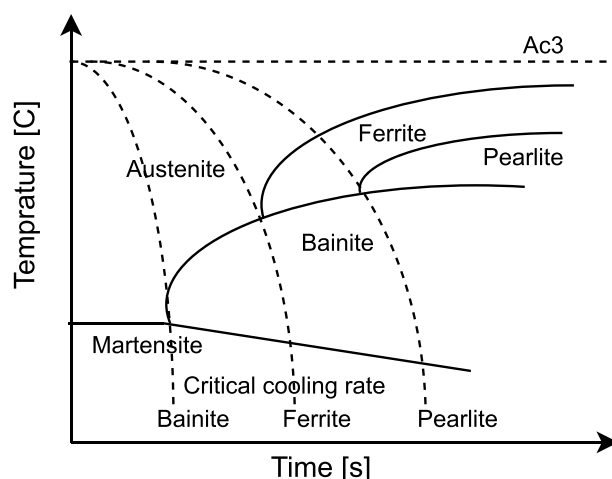 Ac3
Ferrite
Pearlite
Austenite
Bainite
Martensite
Critical cooling rate
Bainite Ferrite Pearlite
Temprature [C]
Time [s]